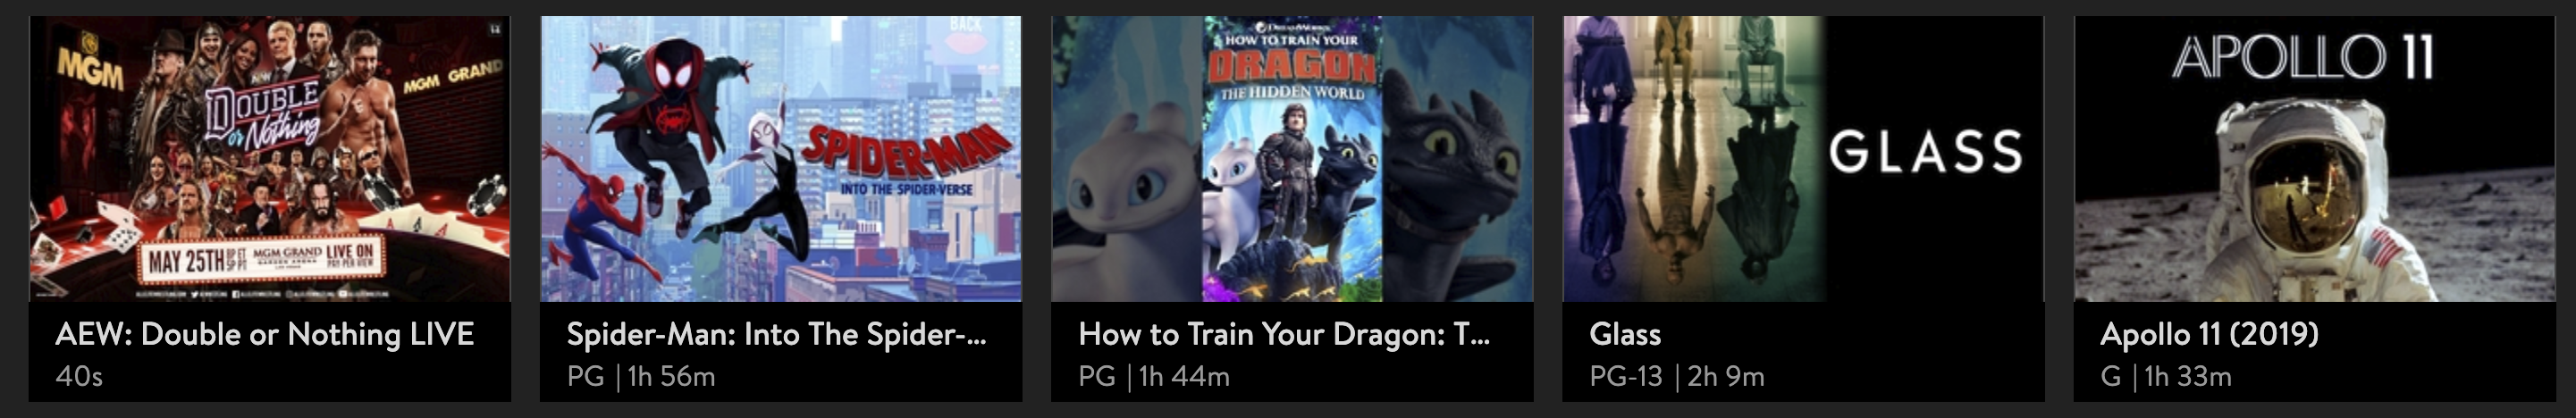 MGM
MGM GRAND
AEW
DOUBLE
or Nothing
MAY 25TH
8P ET
5P PT
MGM GRAND
GARDEN ARENA
LIVE ON
PAY PER VIEW
AEW: Double or Nothing LIVE
40s
BACK
SPIDER-MAN
INTO THE SPIDER-VERSE
Spider-Man: Into The Spider-...
PG | 1h 56m
DREAMWORKS
HOW TO TRAIN YOUR
DRAGON
THE HIDDEN WORLD
How to Train Your Dragon: T...
PG | 1h 44m
GLASS
Glass
PG-13 | 2h 9m
APOLLO 11
Apollo 11 (2019)
G | 1h 33m